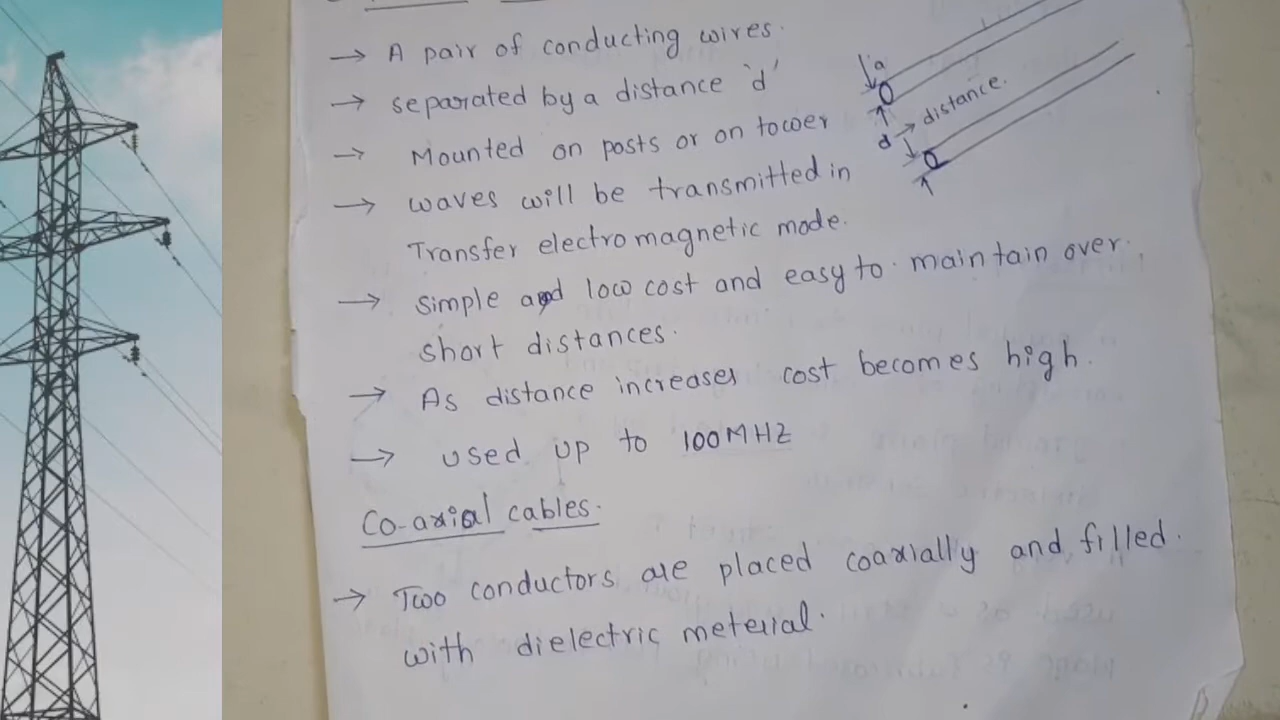 → A pair of conducting wires.
→ separated by a distance 'd'
→ Mounted on posts or on tower
→ waves will be transmitted in
Transfer electromagnetic mode.
→ simple and low cost and easy to maintain over
short distances.
→ As distance increases cost becomes high.
→ used up to 100MHZ
Co-axial cables.
→ Two conductors are placed coaxially and filled.
with dielectric meterial.
a
d → distance.